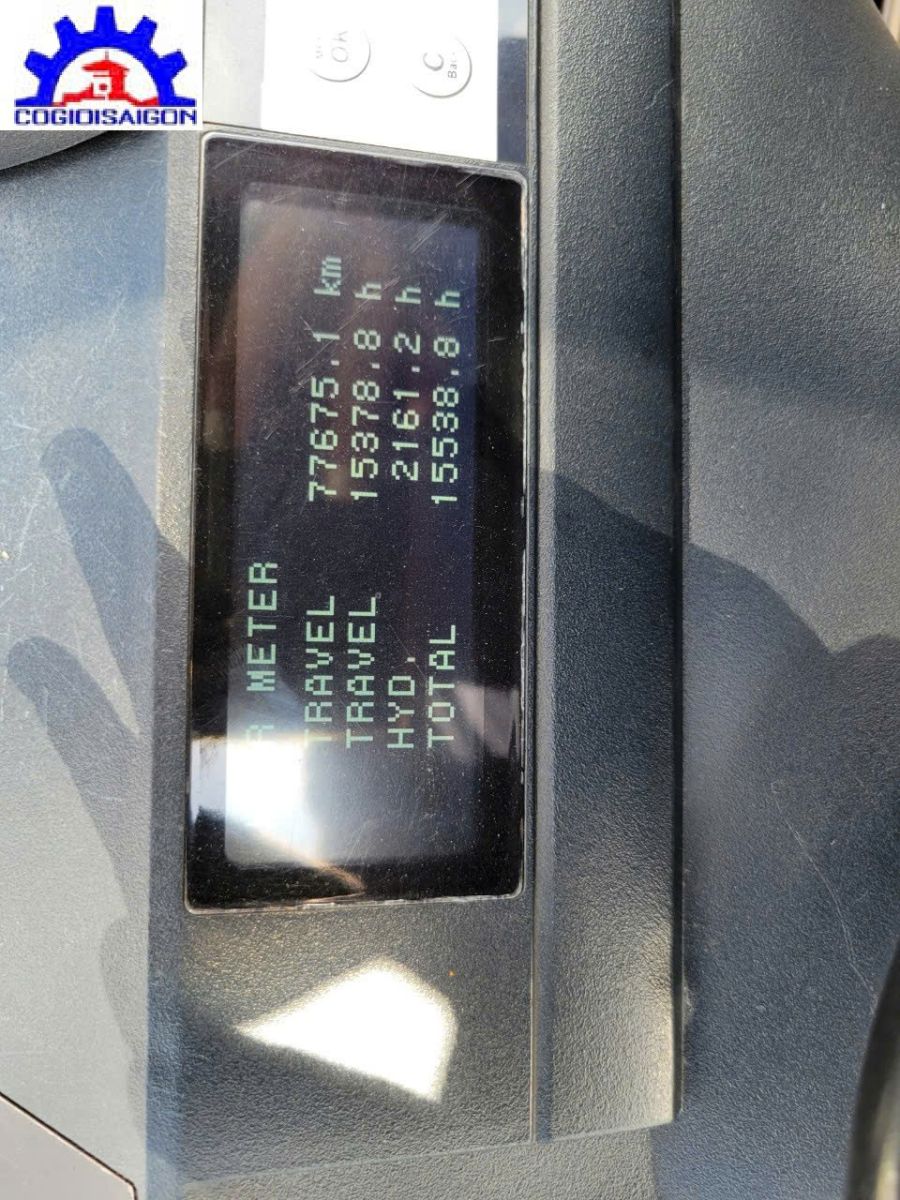 COGIOISAIGON
OK
C
R METER
TRAVEL 77675.1 km
TRAVEL 15378.8 h
HYD. 2161.2 h
TOTAL 15538.8 h